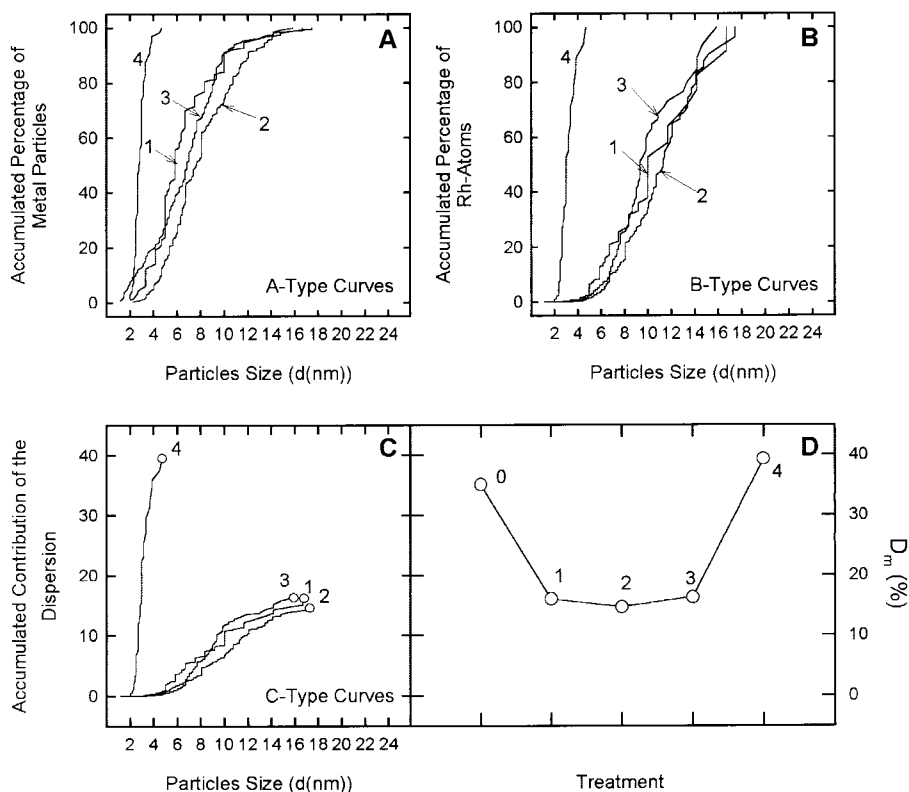 A
100
80
60
40
20
0
4
3
2
1
Accumulated Percentage of
Metal Particles
A-Type Curves
2 4 6 8 10 12 14 16 18 20 22 24
Particles Size (d(nm))
B
100
80
60
40
20
0
4
3
1
2
Accumulated Percentage of
Rh-Atoms
B-Type Curves
2 4 6 8 10 12 14 16 18 20 22 24
Particles Size (d(nm))
C
40
30
20
10
0
4
3 1
2
Accumulated Contribution of the
Dispersion
C-Type Curves
2 4 6 8 10 12 14 16 18 20 22 24
Particles Size (d(nm))
D
0
1
2
3
4
40
30
20
10
0
Dm (%)
Treatment